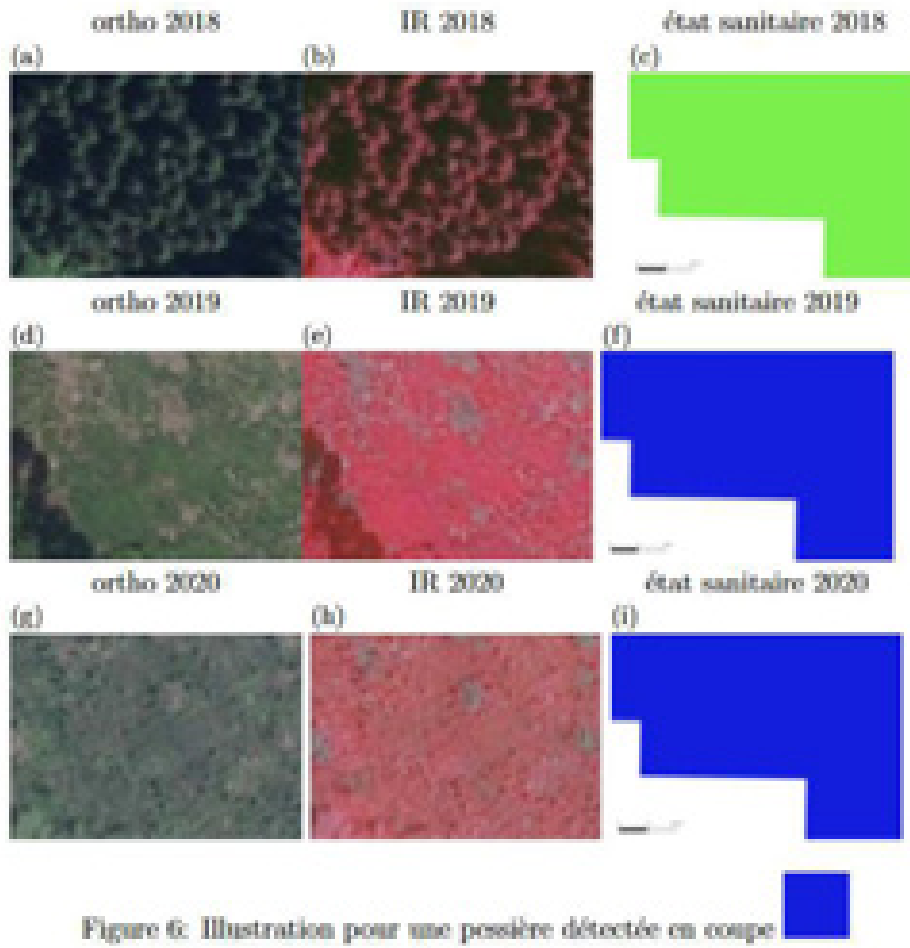 ortho 2018 IR 2018 état sanitaire 2018
(a) (b) (c)
ortho 2019 IR 2019 état sanitaire 2019
(d) (e) (f)
ortho 2020 IR 2020 état sanitaire 2020
(g) (h) (i)
Figure 6: Illustration pour une pessière détectée en coupe